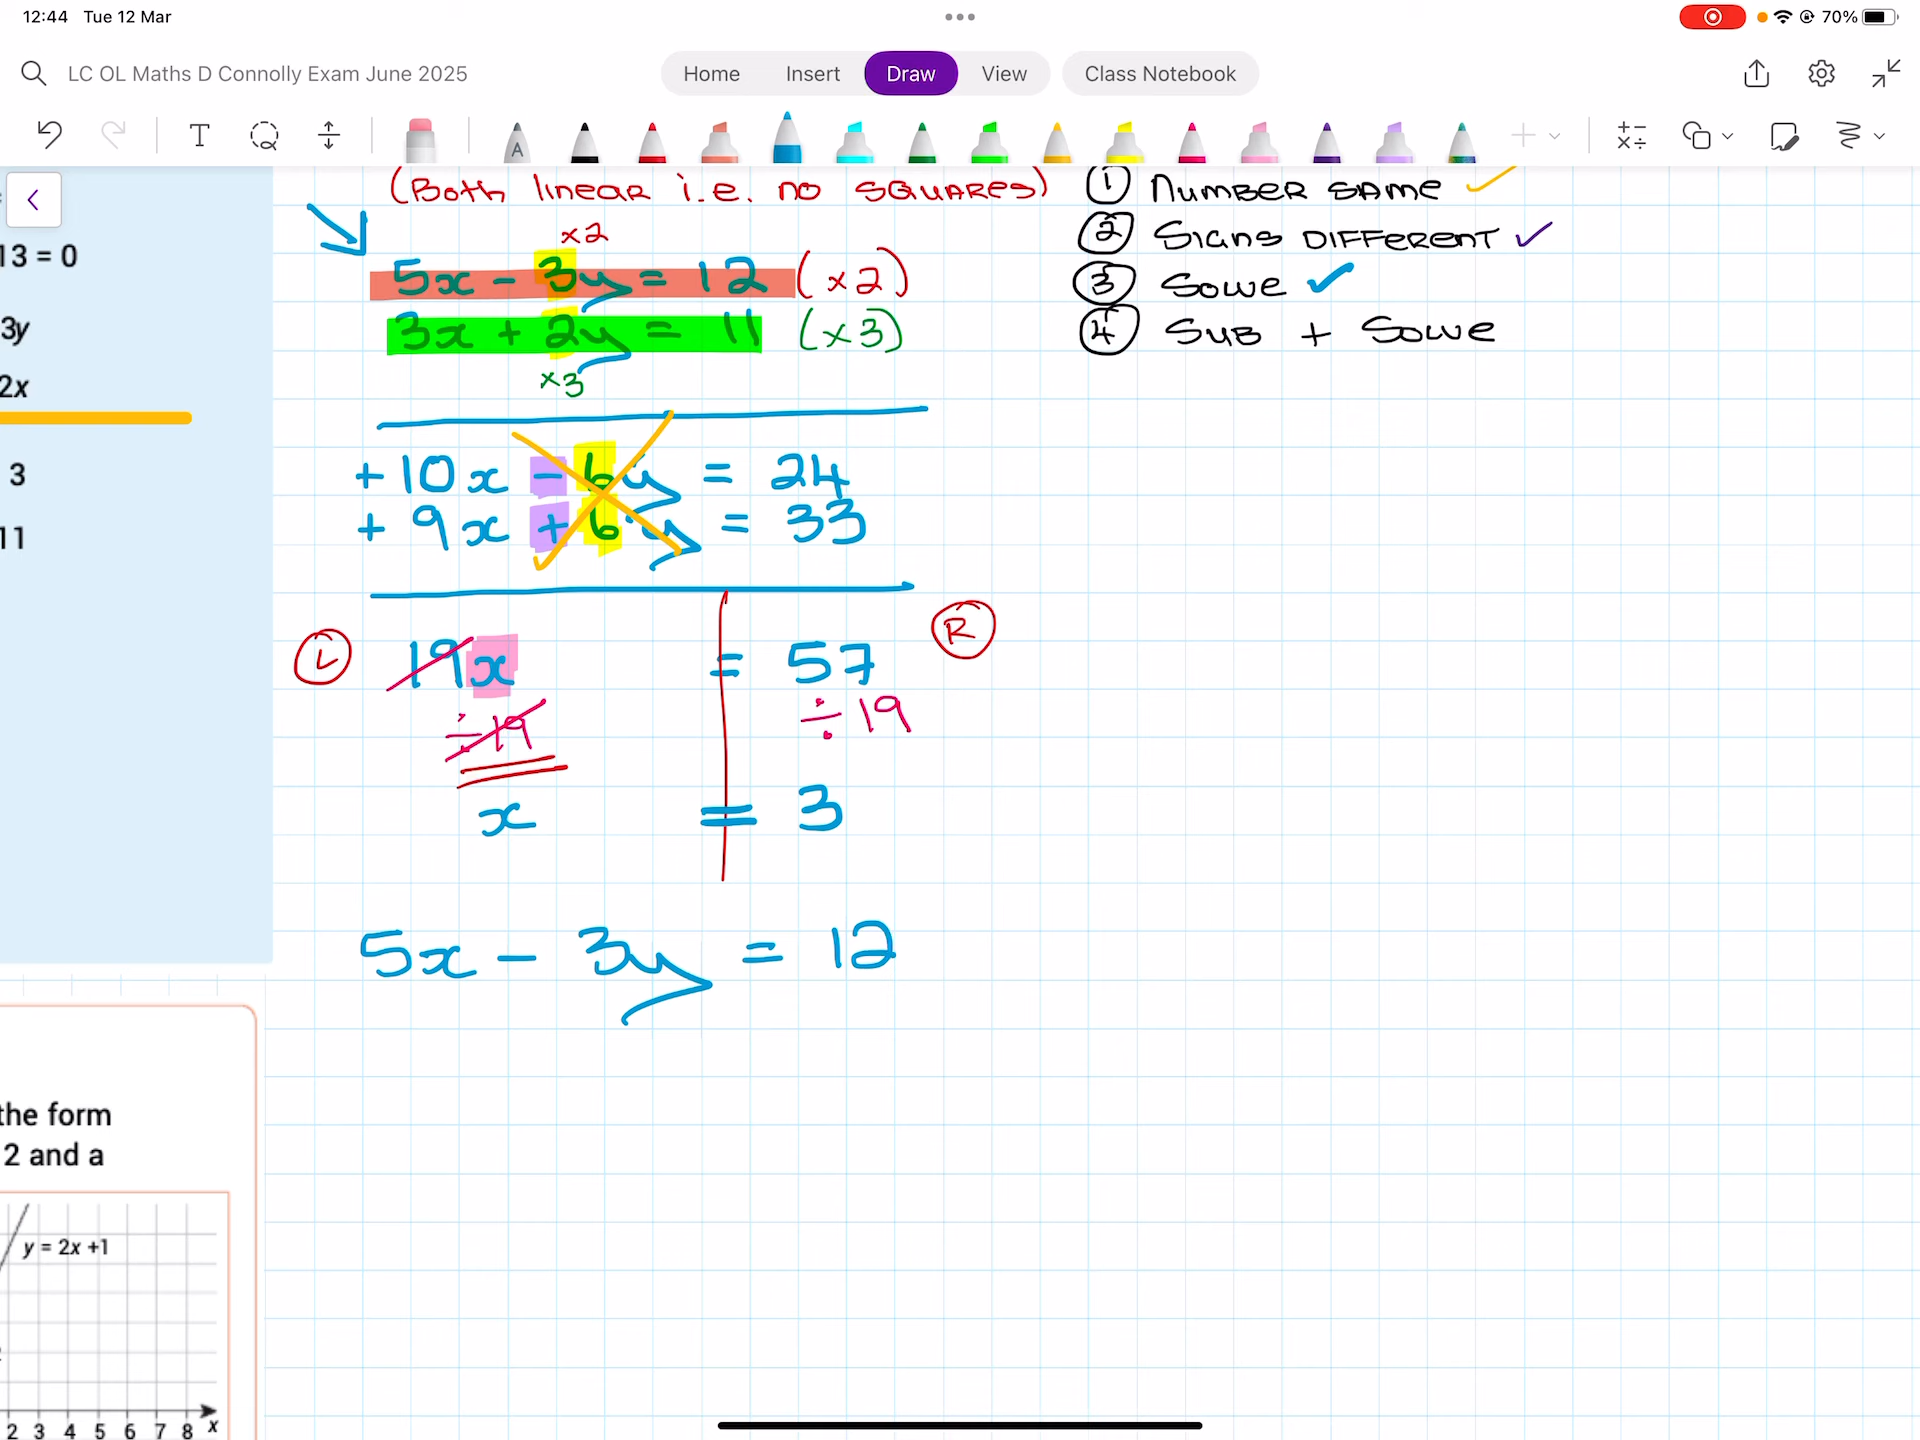 12:44 Tue 12 Mar
70%
LC OL Maths D Connolly Exam June 2025
Home Insert Draw View Class Notebook
T
A
(Both linear i.e. no squares)
① Number same ✓
② Signs Different ✓
③ Solve ✓
④ Sub + Solve
×2
5x - 3y = 12 (×2)
3x + 2y = 11 (×3)
×3
+ 10x - 6y = 24
+ 9x + 6y = 33
L
R
19x = 57
÷19 ÷19
x = 3
5x - 3y = 12
13 = 0
3y
2x
3
11
the form
2 and a
y = 2x +1
2 3 4 5 6 7 8 x